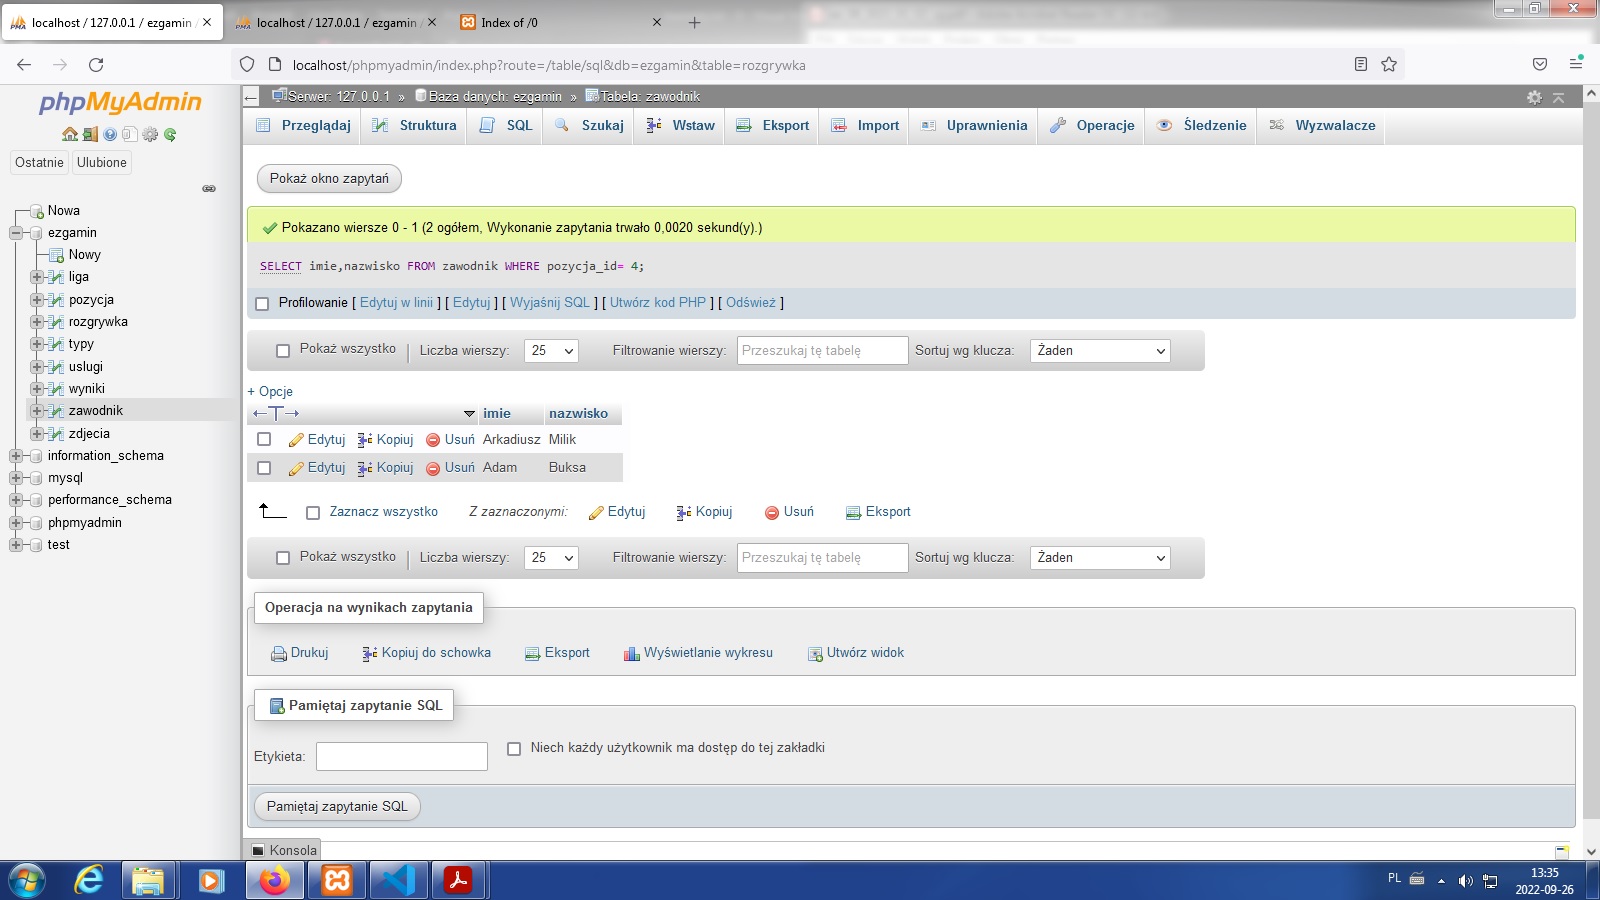 localhost / 127.0.0.1 / ezgamin
localhost / 127.0.0.1 / ezgamin
Index of /0
localhost/phpmyadmin/index.php?route=/table/sql&db=ezgamin&table=rozgrywka
phpMyAdmin
Ostatnie
Ulubione
Nowa
ezgamin
Nowy
liga
pozycja
rozgrywka
typy
uslugi
wyniki
zawodnik
zdjecia
information_schema
mysql
performance_schema
phpmyadmin
test
Serwer: 127.0.0.1 » Baza danych: ezgamin » Tabela: zawodnik
Przeglądaj Struktura SQL Szukaj Wstaw Eksport Import Uprawnienia Operacje Śledzenie Wyzwalacze
Pokaż okno zapytań
Pokazano wiersze 0 - 1 (2 ogółem, Wykonanie zapytania trwało 0,0020 sekund(y).)
SELECT imie,nazwisko FROM zawodnik WHERE pozycja_id= 4;
Profilowanie [ Edytuj w linii ] [ Edytuj ] [ Wyjaśnij SQL ] [ Utwórz kod PHP ] [ Odśwież ]
Pokaż wszystko | Liczba wierszy: 25 Filtrowanie wierszy: Przeszukaj tę tabelę Sortuj wg klucza: Żaden
+ Opcje
←T→ imie nazwisko
Edytuj Kopiuj Usuń Arkadiusz Milik
Edytuj Kopiuj Usuń Adam Buksa
Zaznacz wszystko Z zaznaczonymi: Edytuj Kopiuj Usuń Eksport
Pokaż wszystko | Liczba wierszy: 25 Filtrowanie wierszy: Przeszukaj tę tabelę Sortuj wg klucza: Żaden
Operacja na wynikach zapytania
Drukuj Kopiuj do schowka Eksport Wyświetlanie wykresu Utwórz widok
Pamiętaj zapytanie SQL
Etykieta: Niech każdy użytkownik ma dostęp do tej zakładki
Pamiętaj zapytanie SQL
Konsola
PL
13:35
2022-09-26